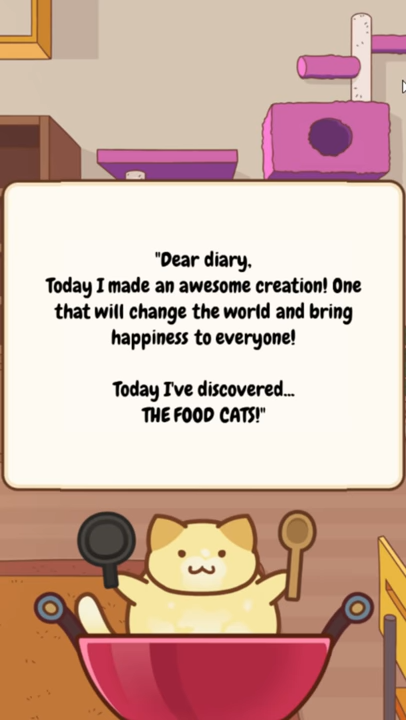 "Dear diary,
Today I made an awesome creation! One
that will change the world and bring
happiness to everyone!
Today I've discovered...
THE FOOD CATS!"